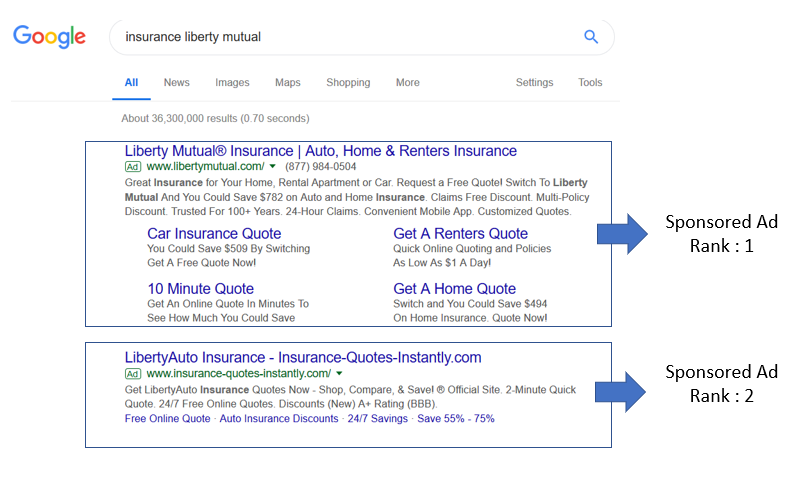 Google
insurance liberty mutual
All News Images Maps Shopping More Settings Tools
About 36,300,000 results (0.70 seconds)
Liberty Mutual® Insurance | Auto, Home & Renters Insurance
Ad www.libertymutual.com/ (877) 984-0504
Great Insurance for Your Home, Rental Apartment or Car. Request a Free Quote! Switch To Liberty
Mutual And You Could Save $782 on Auto and Home Insurance. Claims Free Discount. Multi-Policy
Discount. Trusted For 100+ Years. 24-Hour Claims. Convenient Mobile App. Customized Quotes.
Car Insurance Quote
You Could Save $509 By Switching
Get A Free Quote Now!
Get A Renters Quote
Quick Online Quoting and Policies
As Low As $1 A Day!
10 Minute Quote
Get An Online Quote In Minutes To
See How Much You Could Save
Get A Home Quote
Switch and You Could Save $494
On Home Insurance. Quote Now!
Sponsored Ad
Rank : 1
LibertyAuto Insurance - Insurance-Quotes-Instantly.com
Ad www.insurance-quotes-instantly.com/
Get LibertyAuto Insurance Quotes Now - Shop, Compare, & Save! ® Official Site. 2-Minute Quick
Quote. 24/7 Free Online Quotes. Discounts (New) A+ Rating (BBB).
Free Online Quote · Auto Insurance Discounts · 24/7 Savings · Save 55% - 75%
Sponsored Ad
Rank : 2